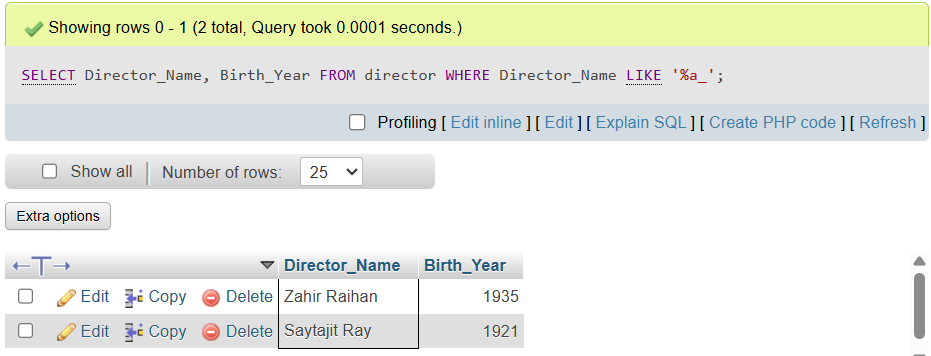 Showing rows 0 - 1 (2 total, Query took 0.0001 seconds.)
SELECT Director_Name, Birth_Year FROM director WHERE Director_Name LIKE '%a_';
Profiling [ Edit inline ] [ Edit ] [ Explain SQL ] [ Create PHP code ] [ Refresh ]
Show all Number of rows: 25
Extra options
←T→ Director_Name Birth_Year
Edit Copy Delete Zahir Raihan 1935
Edit Copy Delete Saytajit Ray 1921